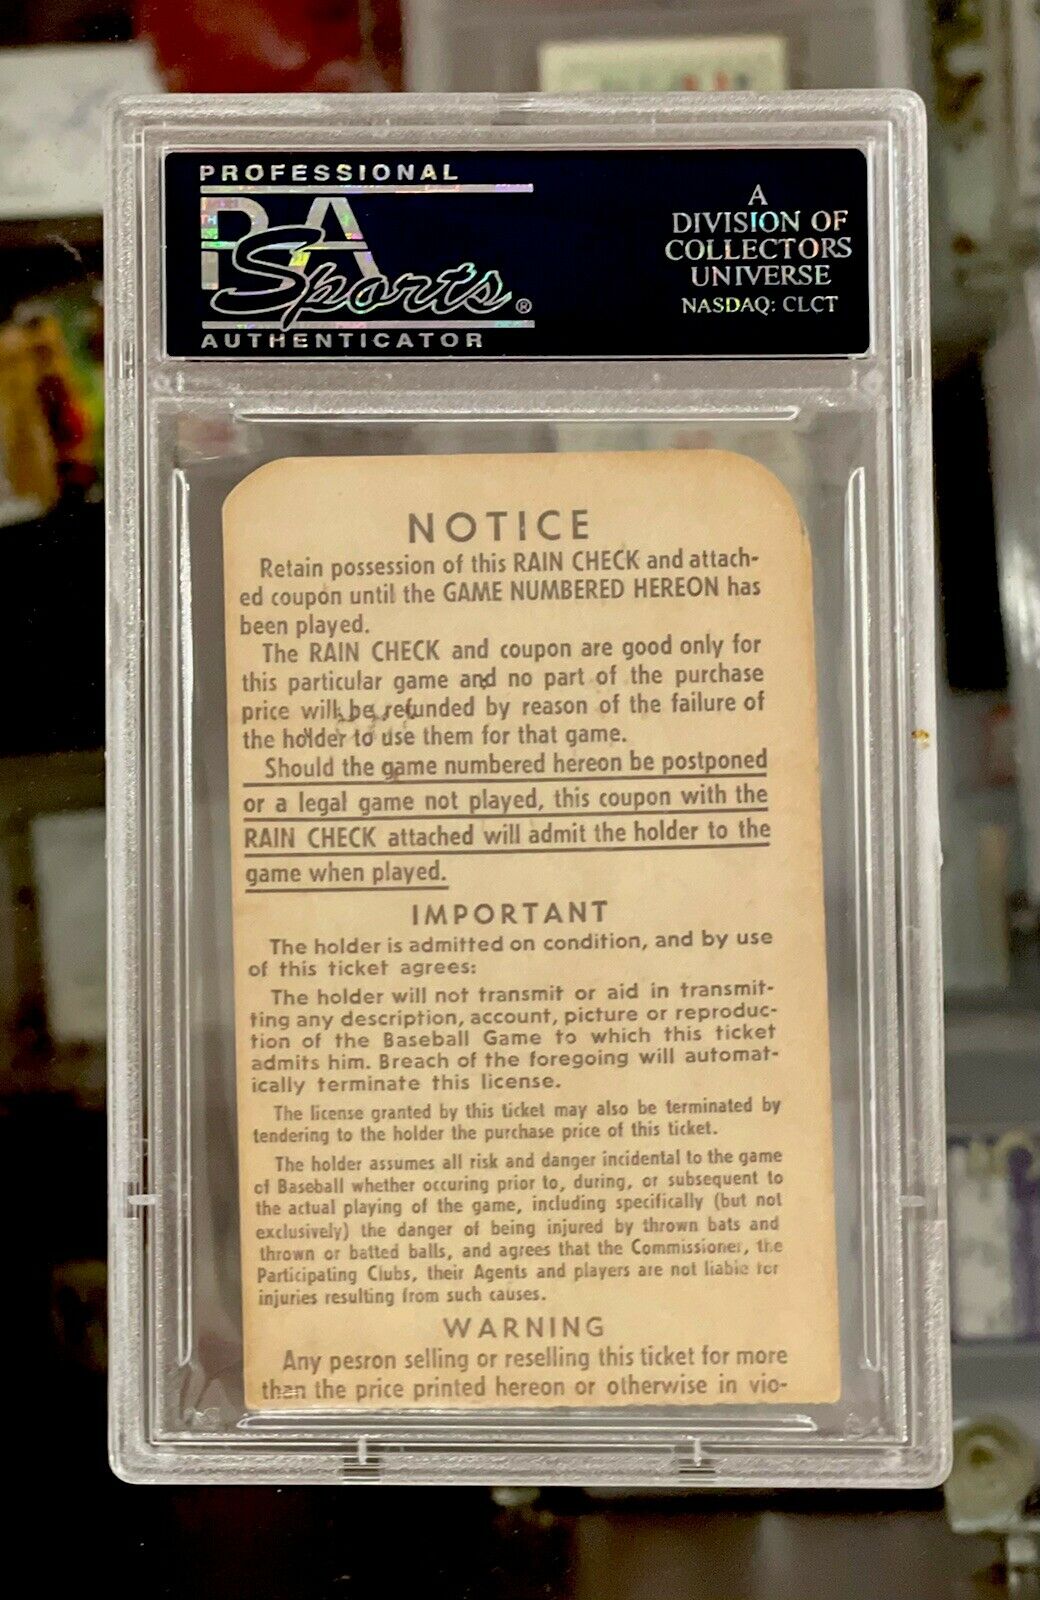 PROFESSIONAL
PSA
Sports®
AUTHENTICATOR
A
DIVISION OF
COLLECTORS
UNIVERSE
NASDAQ: CLCT
NOTICE
Retain possession of this RAIN CHECK and attach-
ed coupon until the GAME NUMBERED HEREON has
been played.
The RAIN CHECK and coupon are good only for
this particular game and no part of the purchase
price will be refunded by reason of the failure of
the holder to use them for that game.
Should the game numbered hereon be postponed
or a legal game not played, this coupon with the
RAIN CHECK attached will admit the holder to the
game when played.
IMPORTANT
The holder is admitted on condition, and by use
of this ticket agrees:
The holder will not transmit or aid in transmit-
ting any description, account, picture or reproduc-
tion of the Baseball Game to which this ticket
admits him. Breach of the foregoing will automat-
ically terminate this license.
The license granted by this ticket may also be terminated by
tendering to the holder the purchase price of this ticket.
The holder assumes all risk and danger incidental to the game
of Baseball whether occuring prior to, during, or subsequent to
the actual playing of the game, including specifically (but not
exclusively) the danger of being injured by thrown bats and
thrown or batted balls, and agrees that the Commissioner, the
Participating Clubs, their Agents and players are not liable for
injuries resulting from such causes.
WARNING
Any pesron selling or reselling this ticket for more
than the price printed hereon or otherwise in vio-